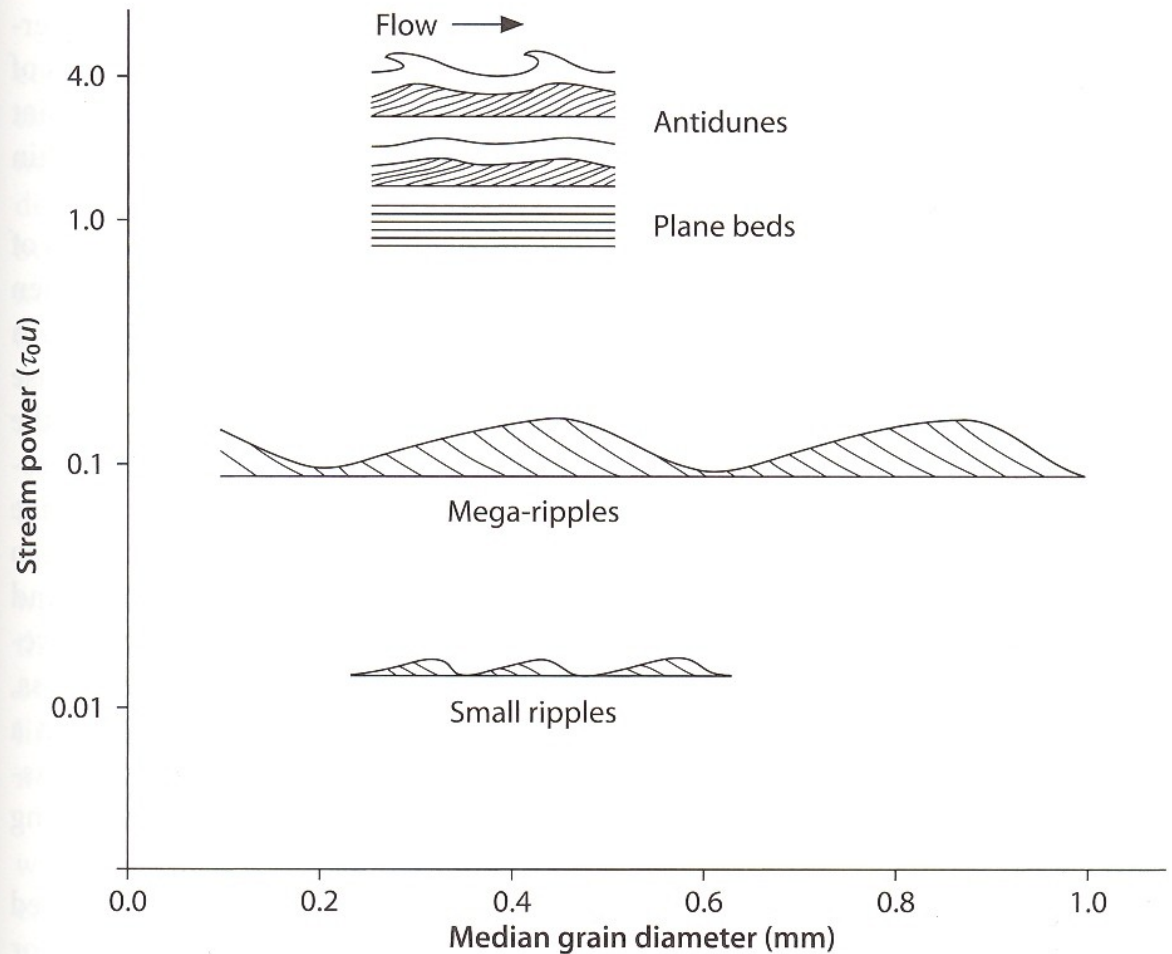 Flow
4.0
Antidunes
1.0
Plane beds
Stream power (τ₀u)
0.1
Mega-ripples
0.01
Small ripples
0.0 0.2 0.4 0.6 0.8 1.0
Median grain diameter (mm)